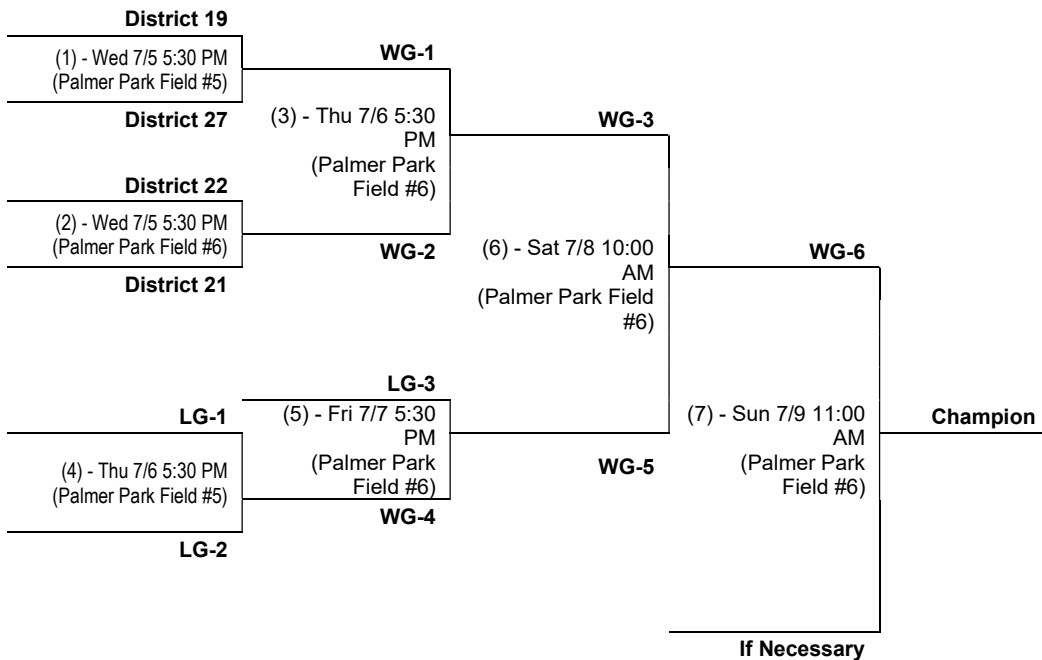 District 19
(1) - Wed 7/5 5:30 PM
(Palmer Park Field #5)
District 27
WG-1
(3) - Thu 7/6 5:30
PM
(Palmer Park
Field #6)
WG-2
District 22
(2) - Wed 7/5 5:30 PM
(Palmer Park Field #6)
District 21
WG-3
(6) - Sat 7/8 10:00
AM
(Palmer Park Field
#6)
WG-5
WG-6
(7) - Sun 7/9 11:00
AM
(Palmer Park
Field #6)
If Necessary
Champion
LG-3
(5) - Fri 7/7 5:30
PM
(Palmer Park
Field #6)
WG-4
LG-1
(4) - Thu 7/6 5:30 PM
(Palmer Park Field #5)
LG-2